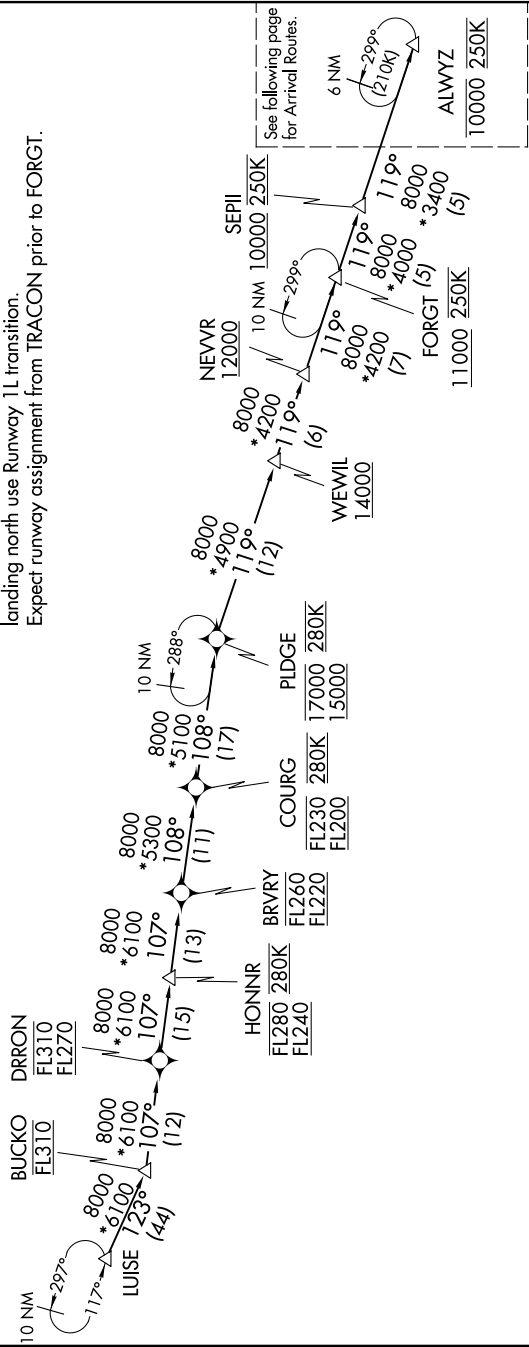 landing north use Runway 1L transition.
Expect runway assignment from TRACON prior to FORGT.
10 NM
297°
117°
LUISE
8000
*6100
123°
(44)
BUCKO
FL310
8000
*6100
107°
(12)
DRRON
FL310
FL270
8000
*6100
107°
(15)
HONNR
FL280 280K
FL240
8000
*6100
107°
(13)
BRVRY
FL260
FL220
8000
*5300
108°
(11)
COURG
FL230 280K
FL200
8000
*5100
108°
(17)
10 NM
288°
PLDGE
17000 280K
15000
8000
*4900
119°
(12)
WEWIL
14000
8000
*4200
119°
(6)
NEVVR
12000
119°
8000
*4200
(7)
10 NM
299°
FORGT
11000 250K
119°
8000
*4000
(5)
SEPII
10000 250K
119°
8000
*3400
(5)
See following page
for Arrival Routes.
6 NM
299°
(210K)
ALWYZ
10000 250K